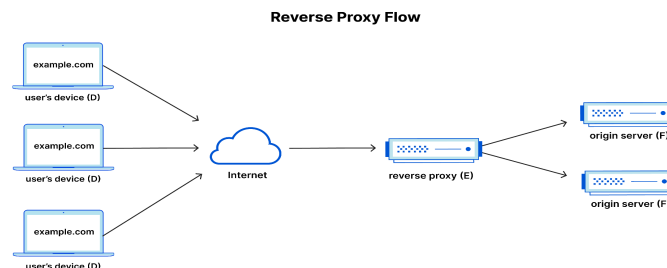 Reverse Proxy Flow
example.com
user's device (D)
example.com
user's device (D)
example.com
user's device (D)
Internet
reverse proxy (E)
origin server (F)
origin server (F